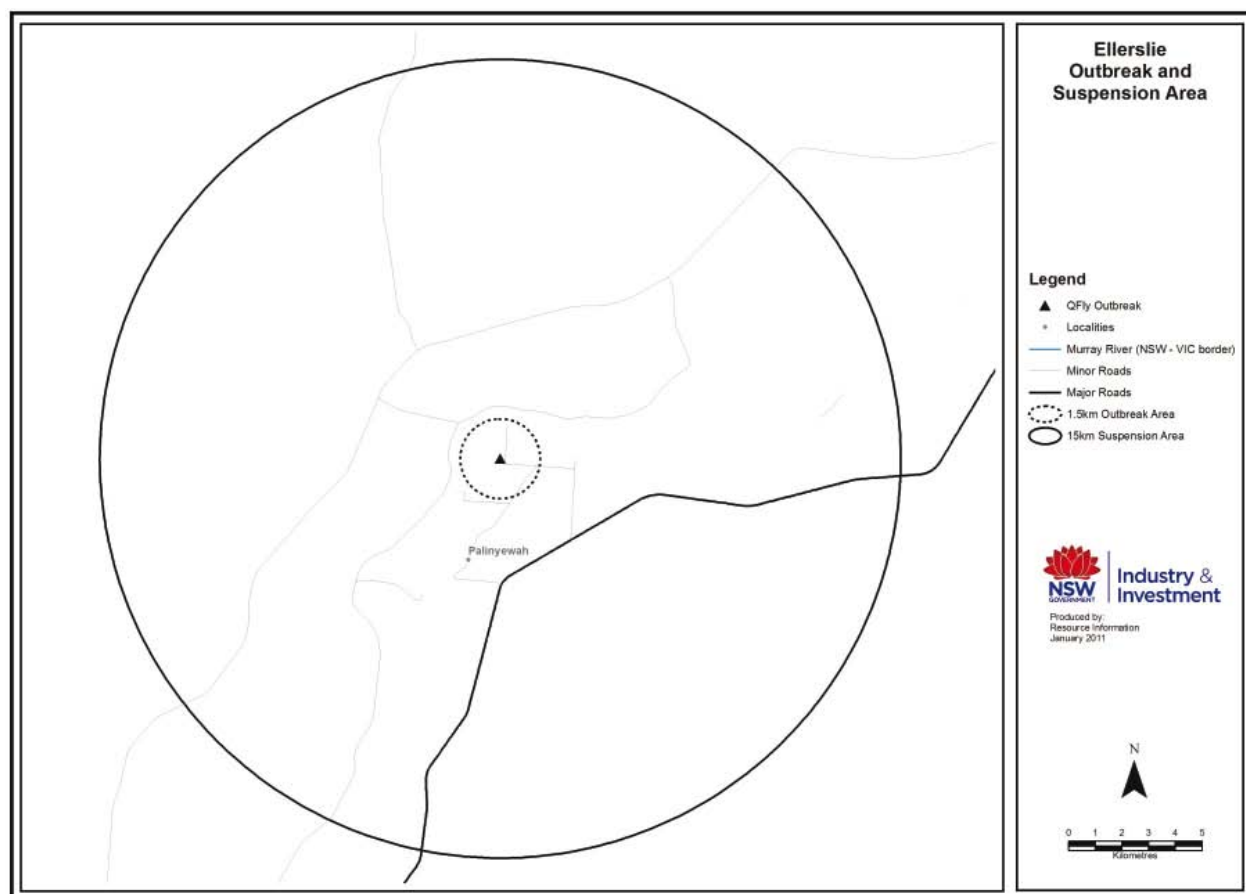 Ellerslie
Outbreak and
Suspension Area
Legend
QFly Outbreak
Localities
Murray River (NSW - VIC border)
Minor Roads
Major Roads
1.5km Outbreak Area
15km Suspension Area
Palinyewah
NSW
GOVERNMENT
Industry &
Investment
Produced by:
Resource Information
January 2011
N
0 1 2 3 4 5
Kilometres